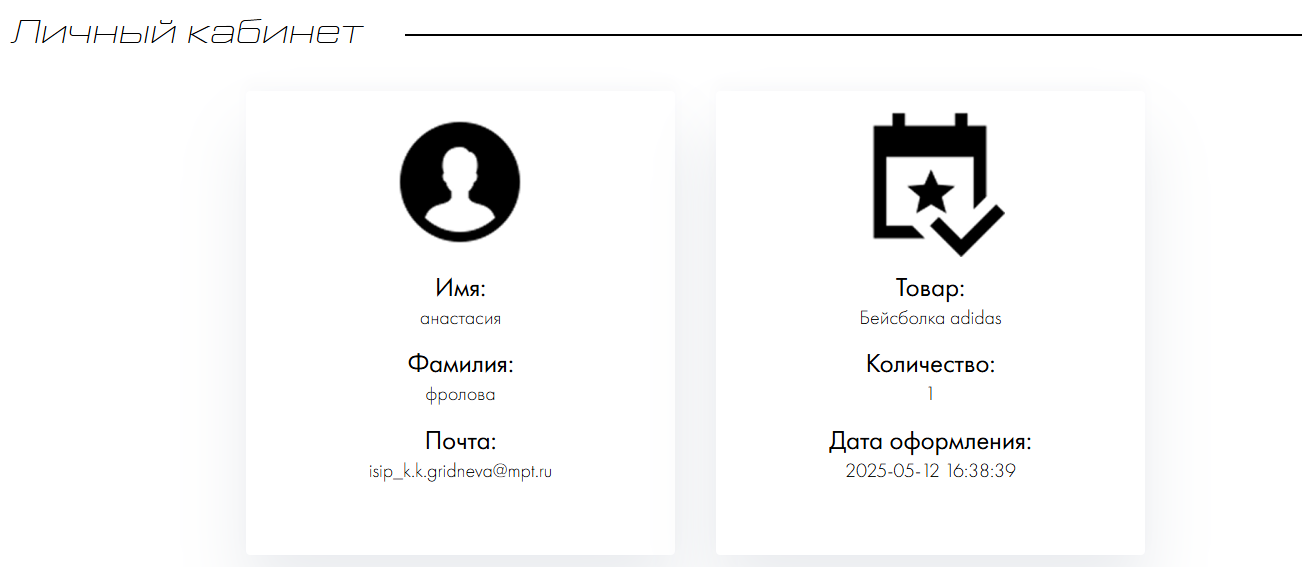 Личный кабинет
Имя:
анастасия
Фамилия:
фролова
Почта:
isip_k.k.gridneva@mpt.ru
Товар:
Бейсболка adidas
Количество:
1
Дата оформления:
2025-05-12 16:38:39